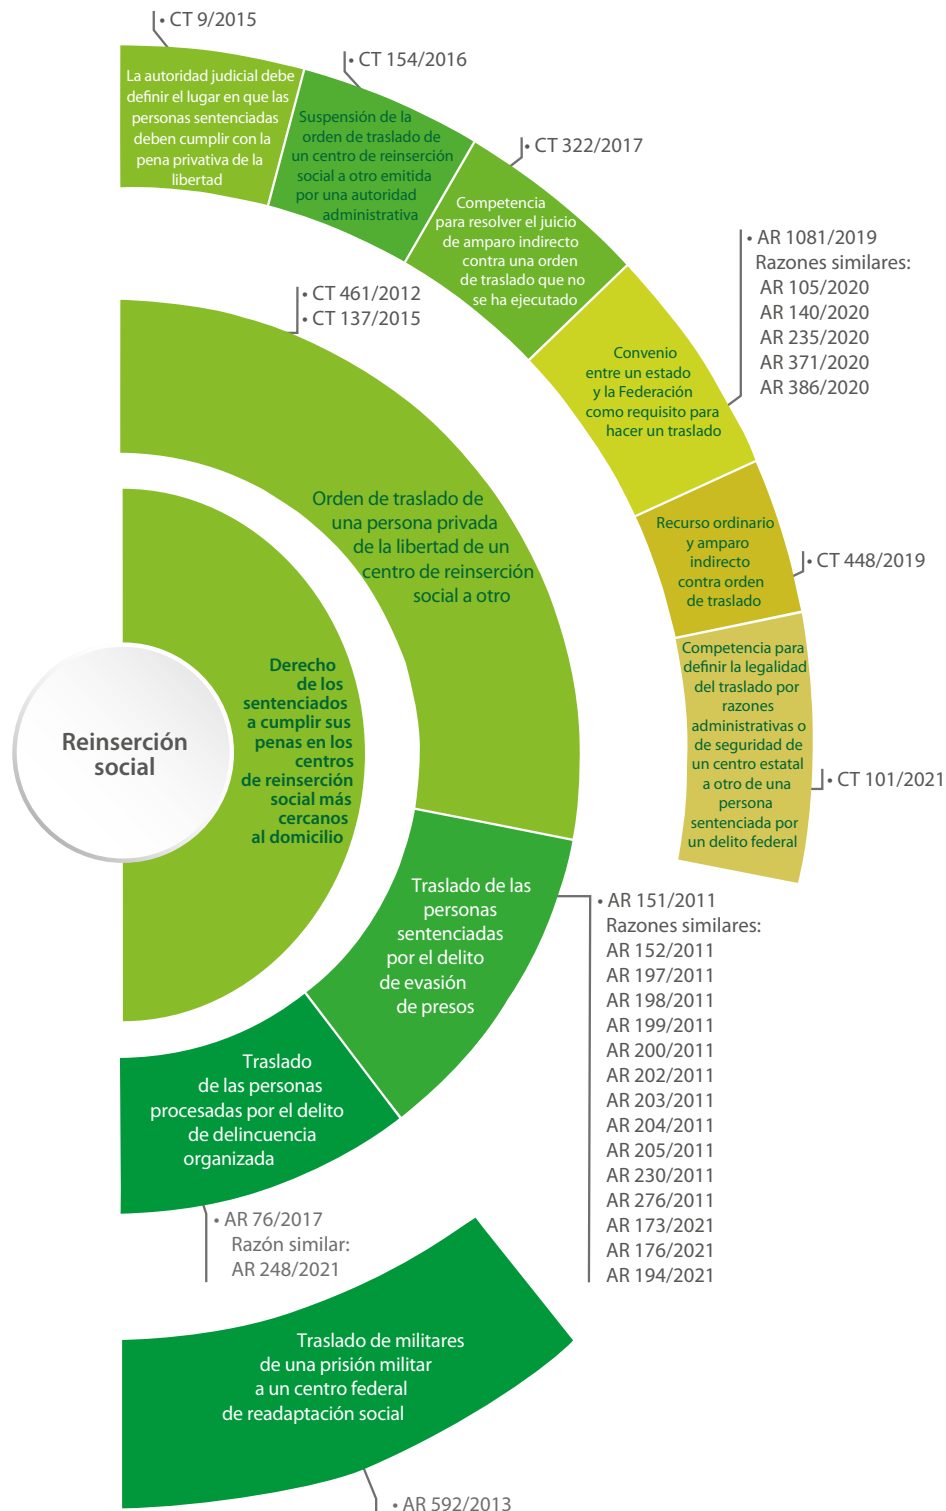 • CT 9/2015
La autoridad judicial debe
definir el lugar en que las
personas sentenciadas
deben cumplir con la
pena privativa de la
libertad
• CT 154/2016
Suspensión de la
orden de traslado de
un centro de reinserción
social a otro emitida
por una autoridad
administrativa
• CT 322/2017
Competencia
para resolver el juicio
de amparo indirecto
contra una orden
de traslado que no
se ha ejecutado
• AR 1081/2019
Razones similares:
AR 105/2020
AR 140/2020
AR 235/2020
AR 371/2020
AR 386/2020
Convenio
entre un estado
y la Federación
como requisito para
hacer un traslado
Recurso ordinario
y amparo
indirecto
contra orden
de traslado
• CT 448/2019
Competencia para
definir la legalidad
del traslado por
razones
administrativas o
de seguridad de
un centro estatal
a otro de una
persona
sentenciada por
un delito federal
• CT 101/2021
• CT 461/2012
• CT 137/2015
Orden de traslado de
una persona privada
de la libertad de un
centro de reinserción
social a otro
Reinserción
social
Derecho
de los
sentenciados
a cumplir sus
penas en los
centros
de reinserción
social más
cercanos
al domicilio
Traslado de las
personas
sentenciadas
por el delito
de evasión
de presos
• AR 151/2011
Razones similares:
AR 152/2011
AR 197/2011
AR 198/2011
AR 199/2011
AR 200/2011
AR 202/2011
AR 203/2011
AR 204/2011
AR 205/2011
AR 230/2011
AR 276/2011
AR 173/2021
AR 176/2021
AR 194/2021
Traslado
de las personas
procesadas por el delito
de delincuencia
organizada
• AR 76/2017
Razón similar:
AR 248/2021
Traslado de militares
de una prisión militar
a un centro federal
de readaptación social
• AR 592/2013